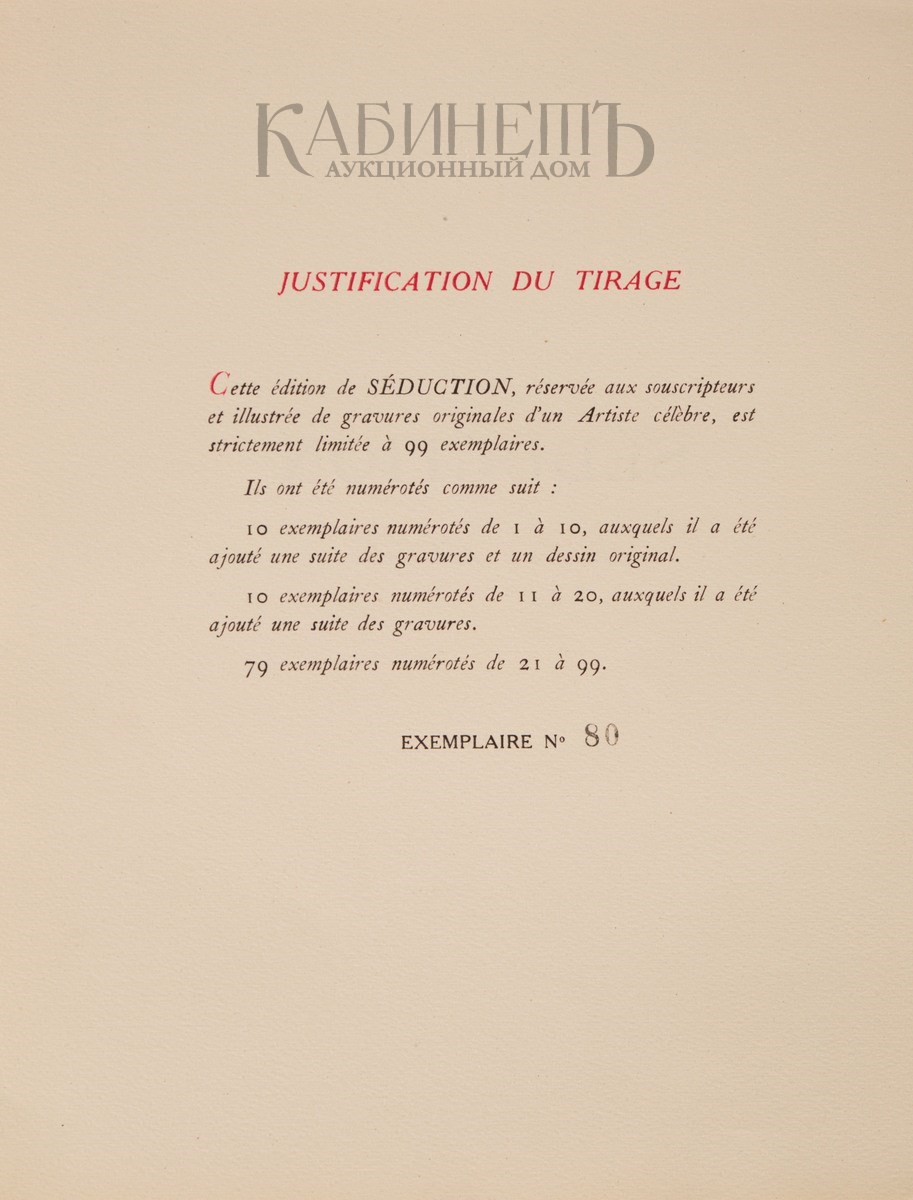 КАБИНЕТЪ
АУКЦИОННЫЙ ДОМ
JUSTIFICATION DU TIRAGE
Cette édition de SÉDUCTION, réservée aux souscripteurs
et illustrée de gravures originales d'un Artiste célèbre, est
strictement limitée à 99 exemplaires.
Ils ont été numérotés comme suit :
10 exemplaires numérotés de 1 à 10, auxquels il a été
ajouté une suite des gravures et un dessin original.
10 exemplaires numérotés de 11 à 20, auxquels il a été
ajouté une suite des gravures.
79 exemplaires numérotés de 21 à 99.
EXEMPLAIRE Nº 80